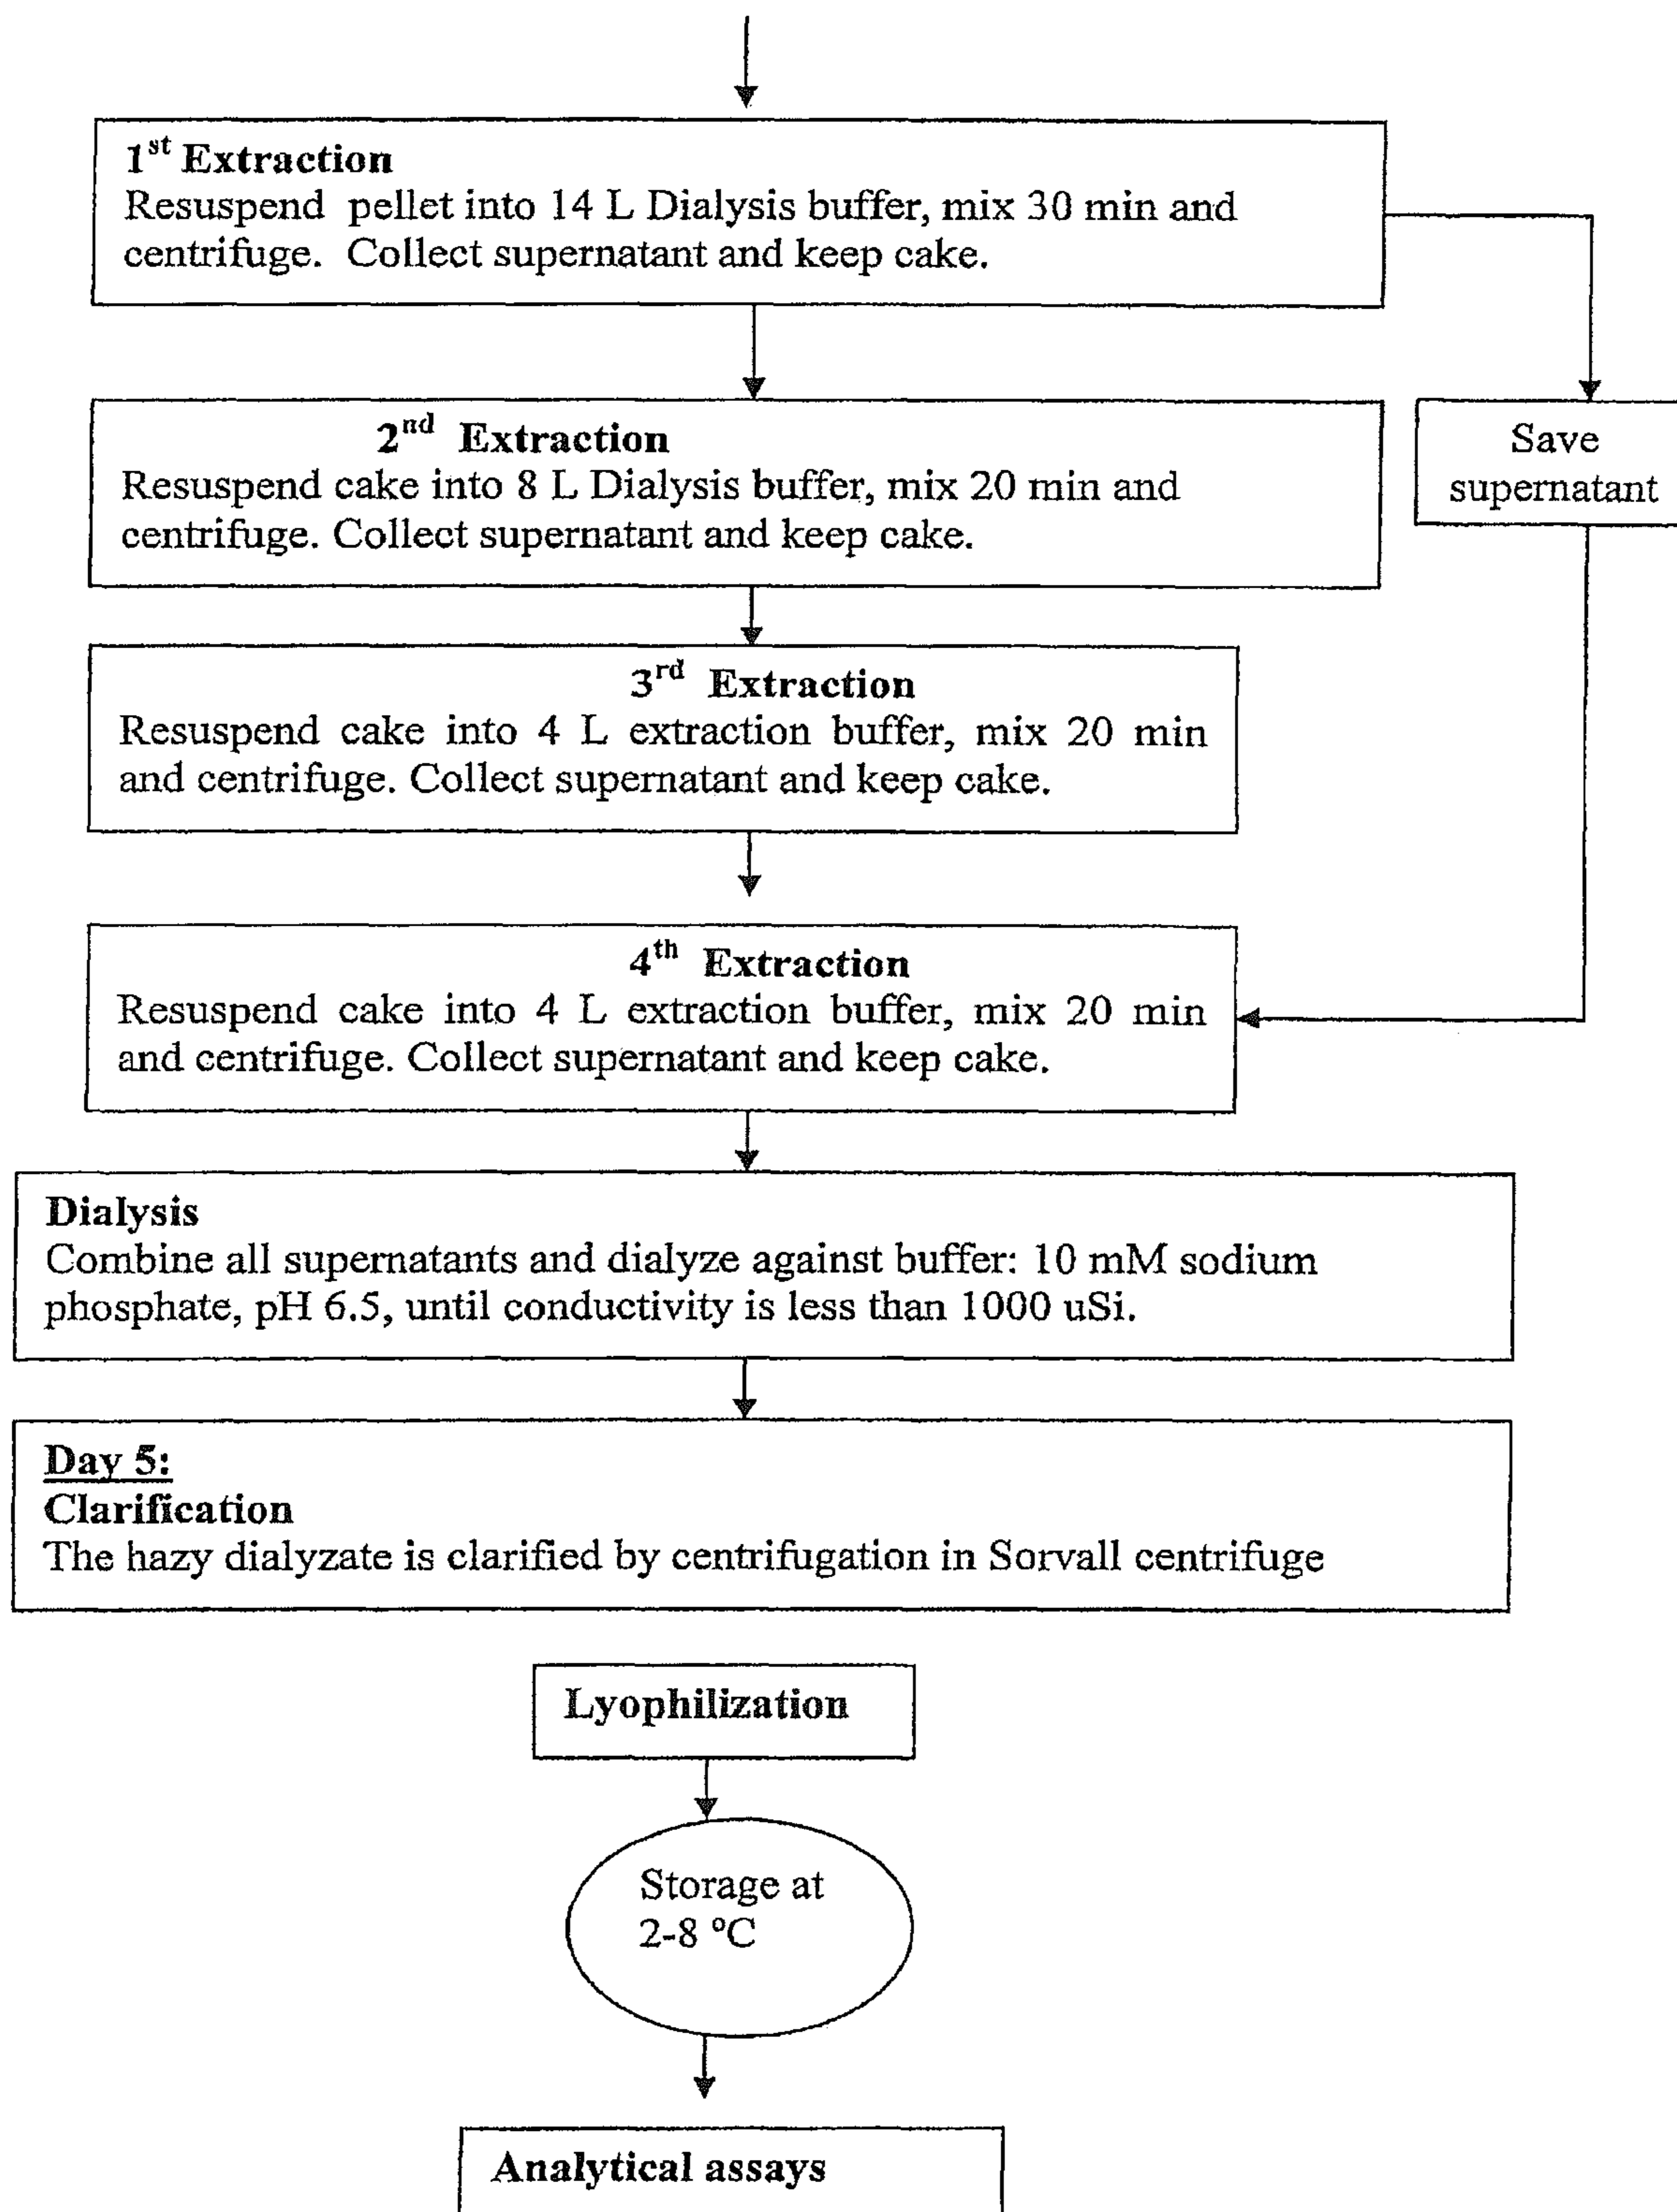 1st Extraction
Resuspend pellet into 14 L Dialysis buffer, mix 30 min and
centrifuge. Collect supernatant and keep cake.
2nd Extraction
Resuspend cake into 8 L Dialysis buffer, mix 20 min and
centrifuge. Collect supernatant and keep cake.
Save
supernatant
3rd Extraction
Resuspend cake into 4 L extraction buffer, mix 20 min
and centrifuge. Collect supernatant and keep cake.
4th Extraction
Resuspend cake into 4 L extraction buffer, mix 20 min
and centrifuge. Collect supernatant and keep cake.
Dialysis
Combine all supernatants and dialyze against buffer: 10 mM sodium
phosphate, pH 6.5, until conductivity is less than 1000 uSi.
Day 5:
Clarification
The hazy dialyzate is clarified by centrifugation in Sorvall centrifuge
Lyophilization
Storage at
2-8 ºC
Analytical assays